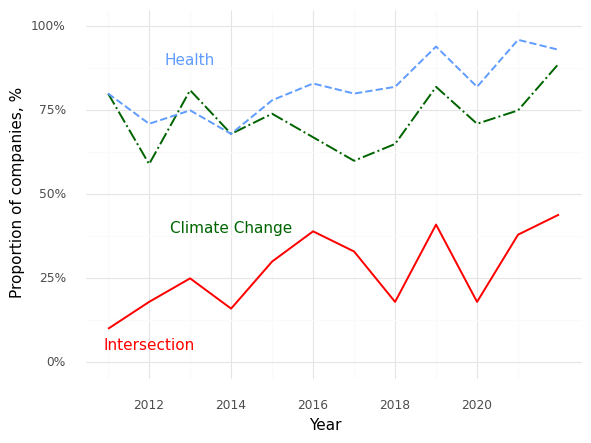 Proportion of companies, %
100%
75%
50%
25%
0%
Health
Climate Change
Intersection
2012 2014 2016 2018 2020
Year